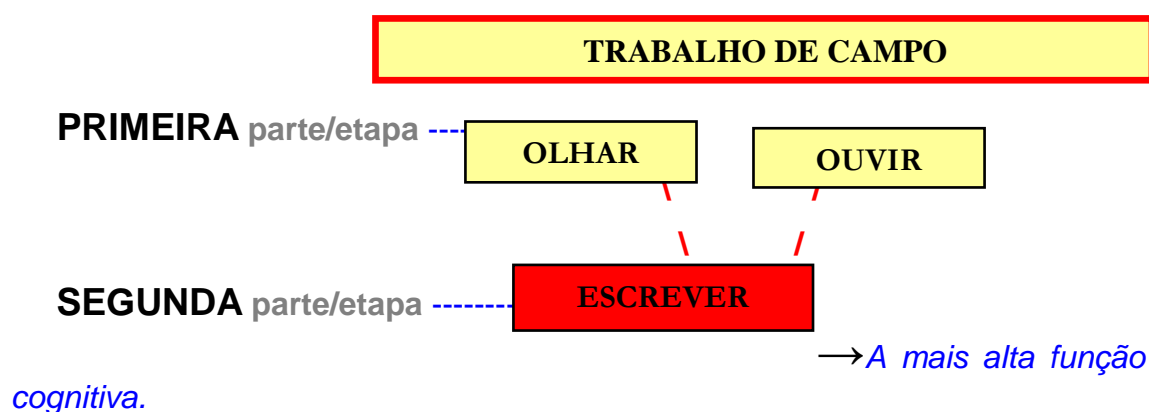 TRABALHO DE CAMPO
PRIMEIRA parte/etapa ----
OLHAR
OUVIR
SEGUNDA parte/etapa --------
ESCREVER
→A mais alta função
cognitiva.